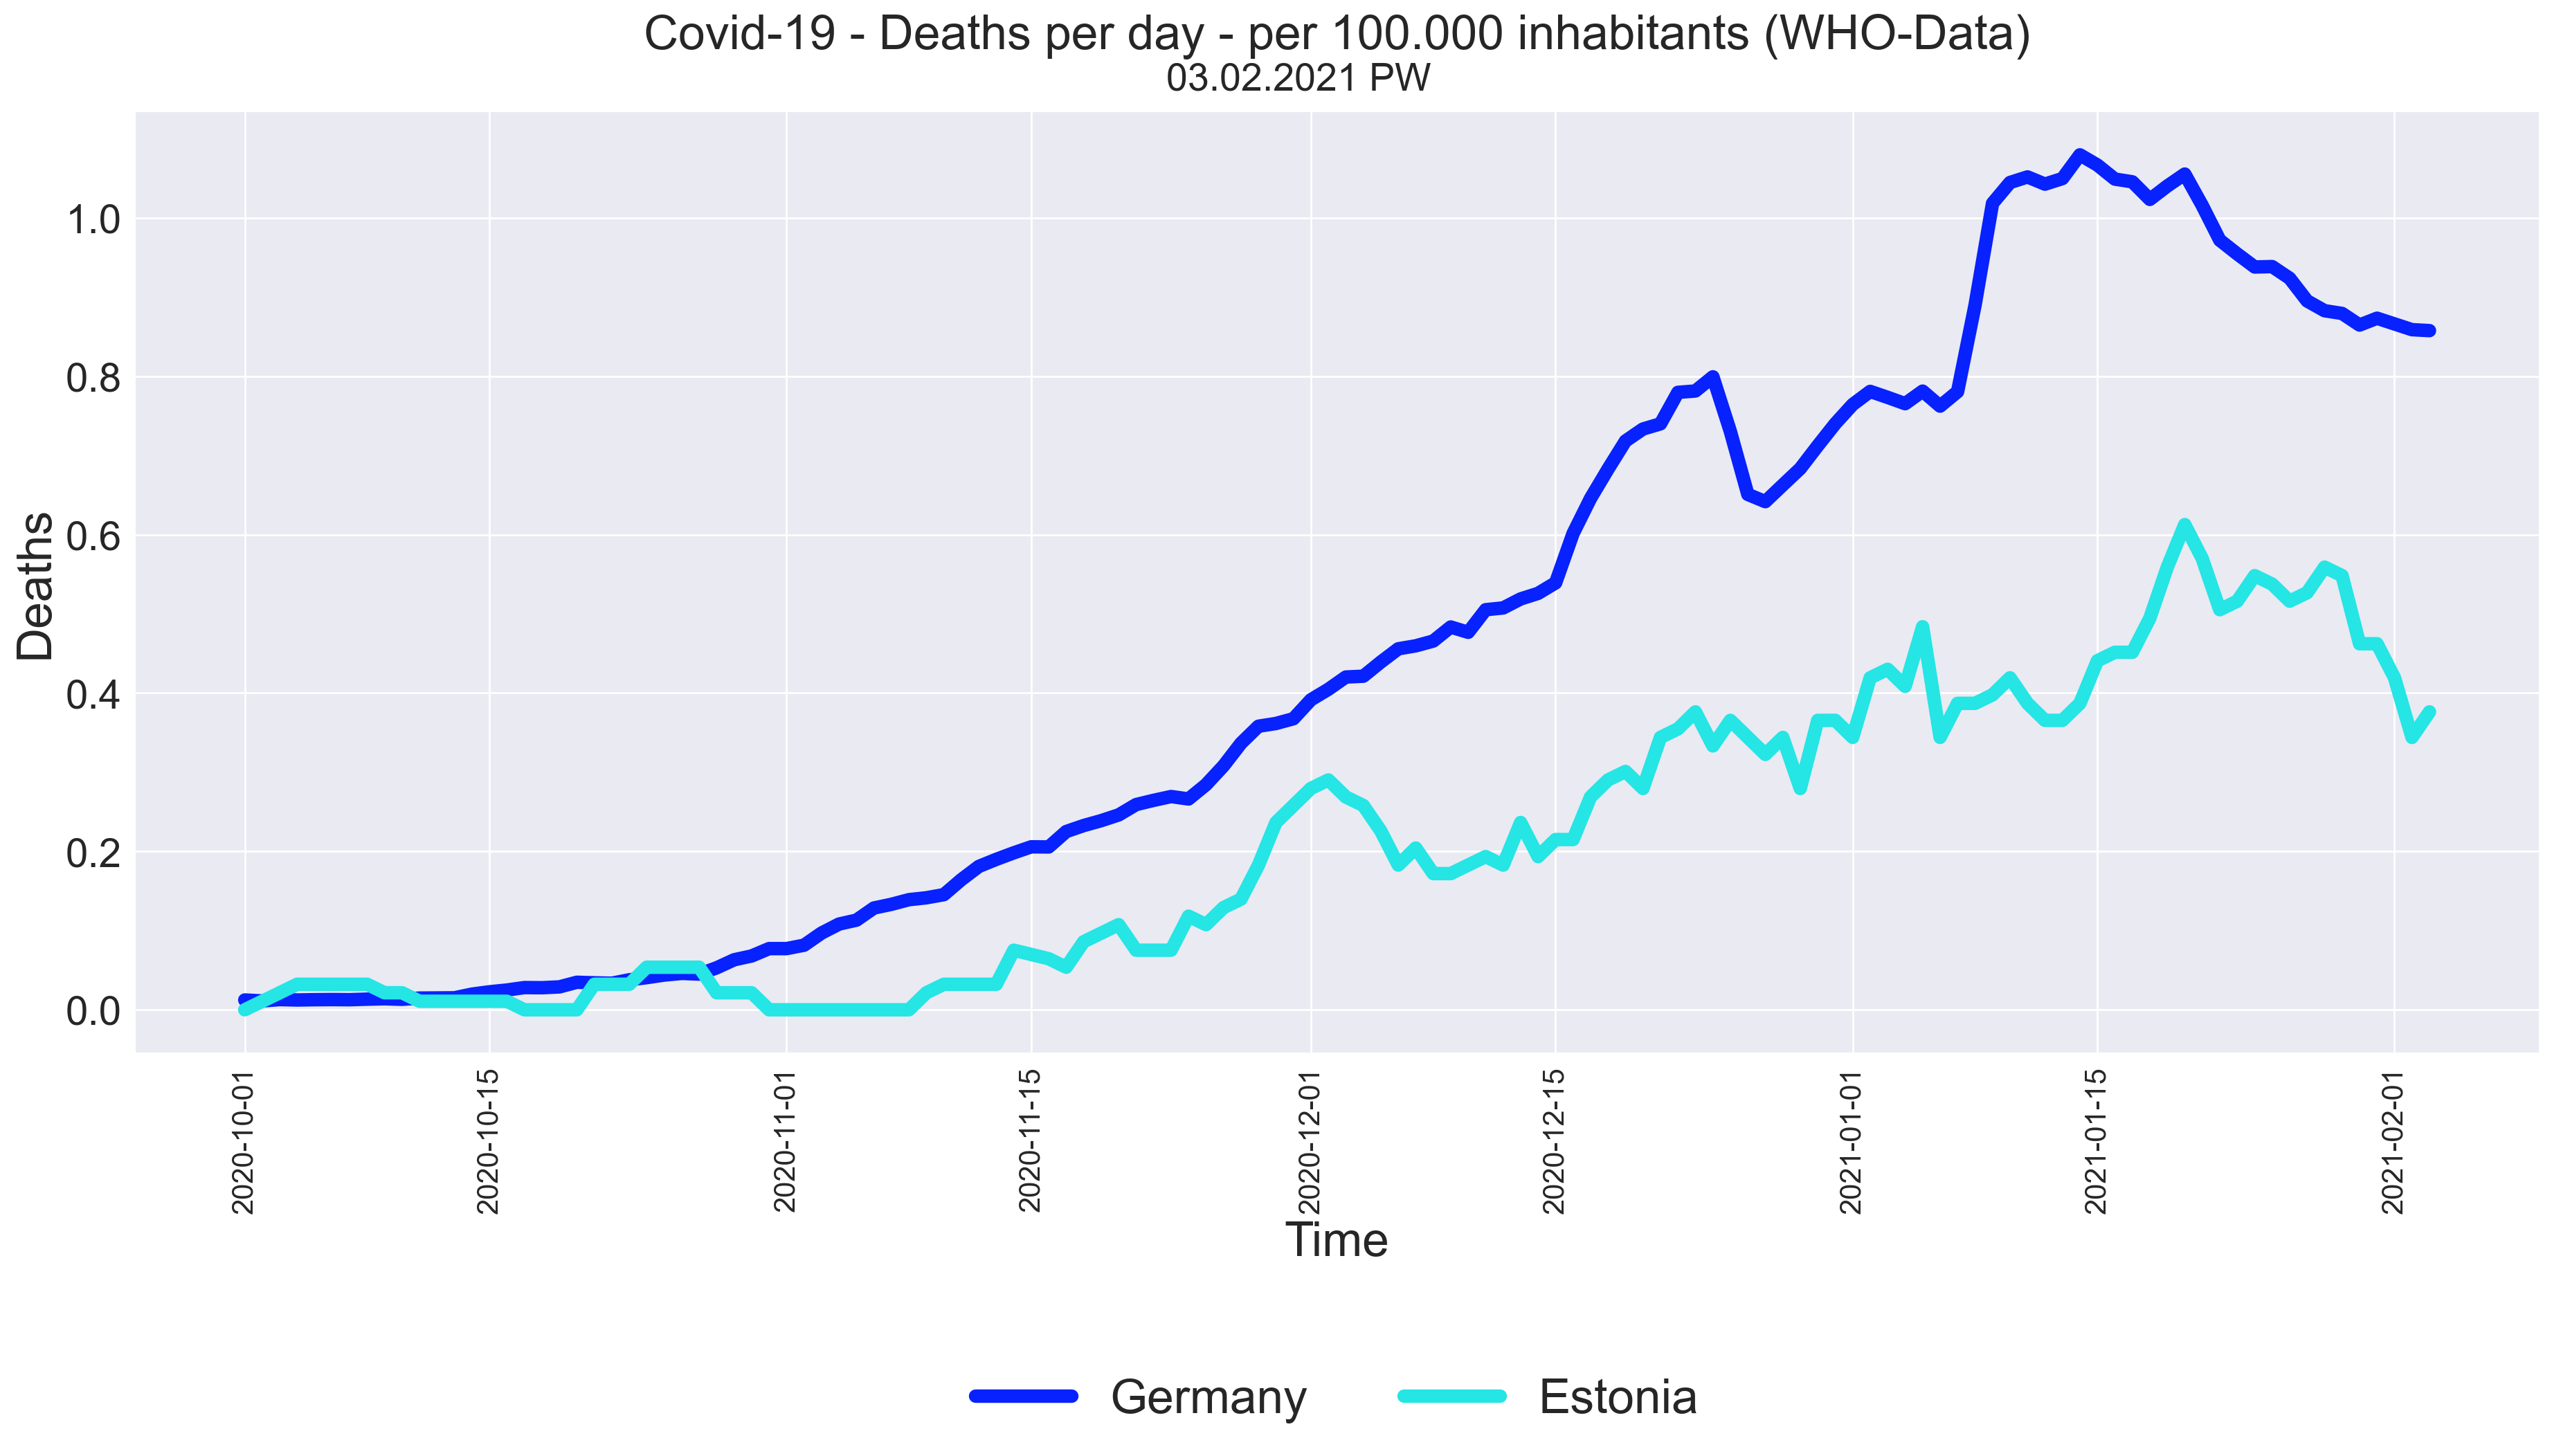 Covid-19 - Deaths per day - per 100.000 inhabitants (WHO-Data)
03.02.2021 PW
Deaths
1.0
0.8
0.6
0.4
0.2
0.0
2020-10-01
2020-10-15
2020-11-01
2020-11-15
2020-12-01
2020-12-15
2021-01-01
2021-01-15
2021-02-01
Time
Germany
Estonia